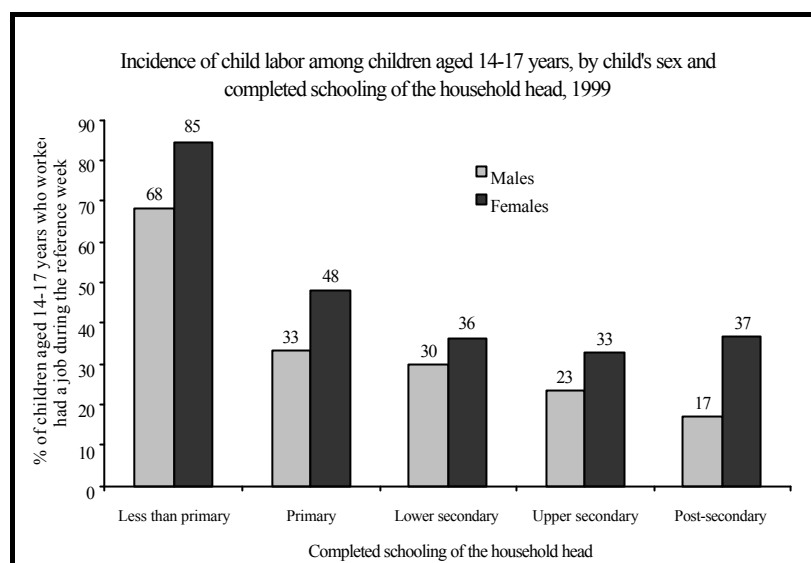 Incidence of child labor among children aged 14-17 years, by child's sex and
completed schooling of the household head, 1999
% of children aged 14-17 years who worke
had a job during the reference week
90
80
70
60
50
40
30
20
10
0
68
85
33
48
30
36
23
33
17
37
Males
Females
Less than primary
Primary
Lower secondary
Upper secondary
Post-secondary
Completed schooling of the household head